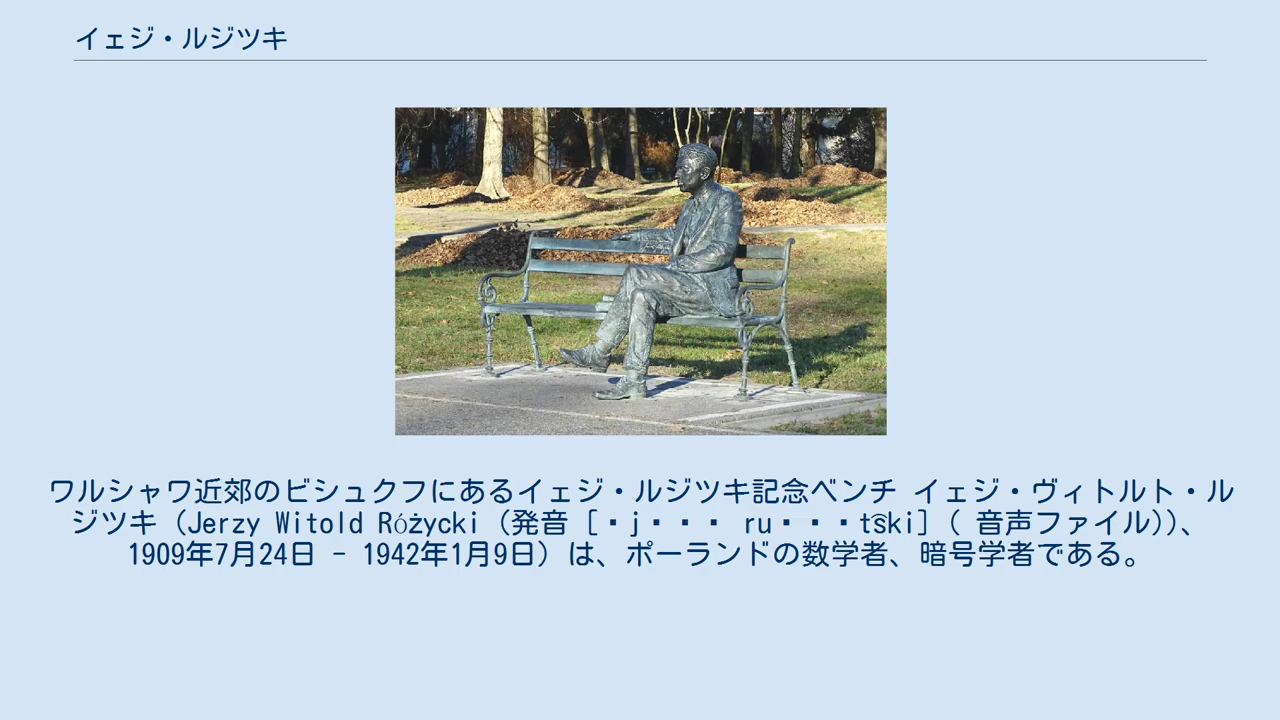 イェジ・ルジツキ
ワルシャワ近郊のビシュクフにあるイェジ・ルジツキ記念ベンチ イェジ・ヴィトルト・ル
ジツキ（Jerzy Witold Różycki（発音 [・j・・・ ru・・・t͡ski] ( 音声ファイル))、
1909年7月24日 - 1942年1月9日）は、ポーランドの数学者、暗号学者である。